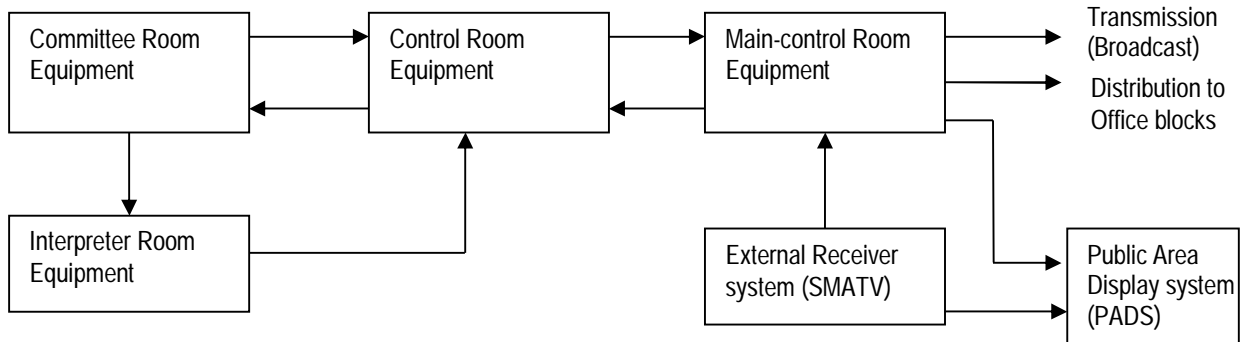 Committee Room
Equipment
Control Room
Equipment
Main-control Room
Equipment
Transmission
(Broadcast)
Distribution to
Office blocks
Interpreter Room
Equipment
External Receiver
system (SMATV)
Public Area
Display system
(PADS)